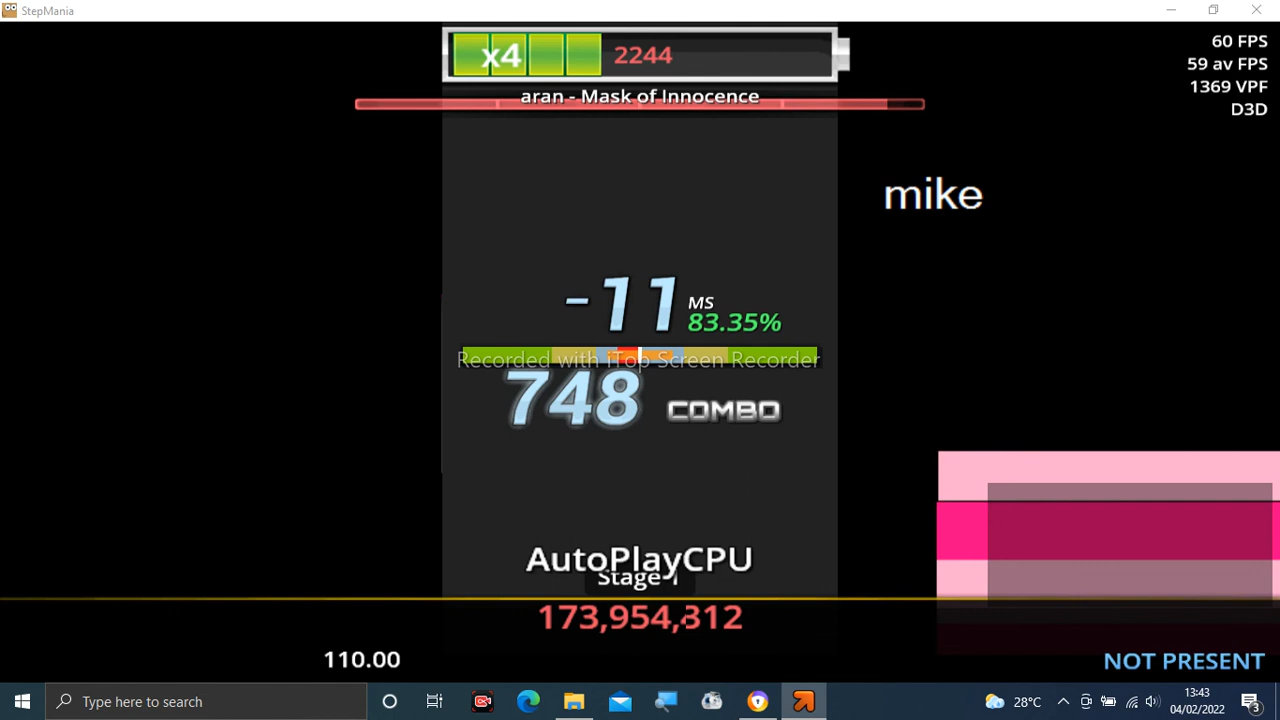 StepMania
60 FPS
59 av FPS
1369 VPF
D3D
x4 2244
aran - Mask of Innocence
mike
-11 MS
83.35%
Recorded with iTop Screen Recorder
748 COMBO
AutoPlayCPU
Stage 1
173,954,312
110.00
NOT PRESENT
Type here to search
28°C
13:43
04/02/2022
3